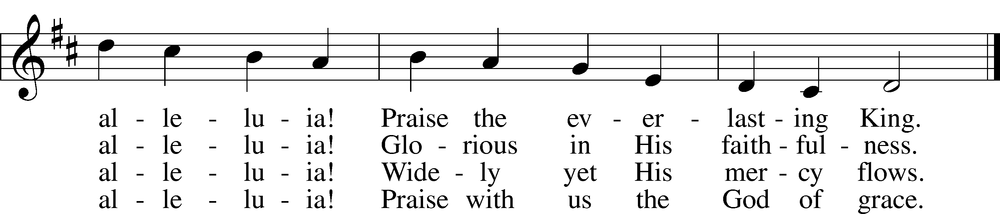 al - le - lu - ia! Praise the ev - er - last - ing King.
al - le - lu - ia! Glo - rious in His faith - ful - ness.
al - le - lu - ia! Wide - ly yet His mer - cy flows.
al - le - lu - ia! Praise with us the God of grace.